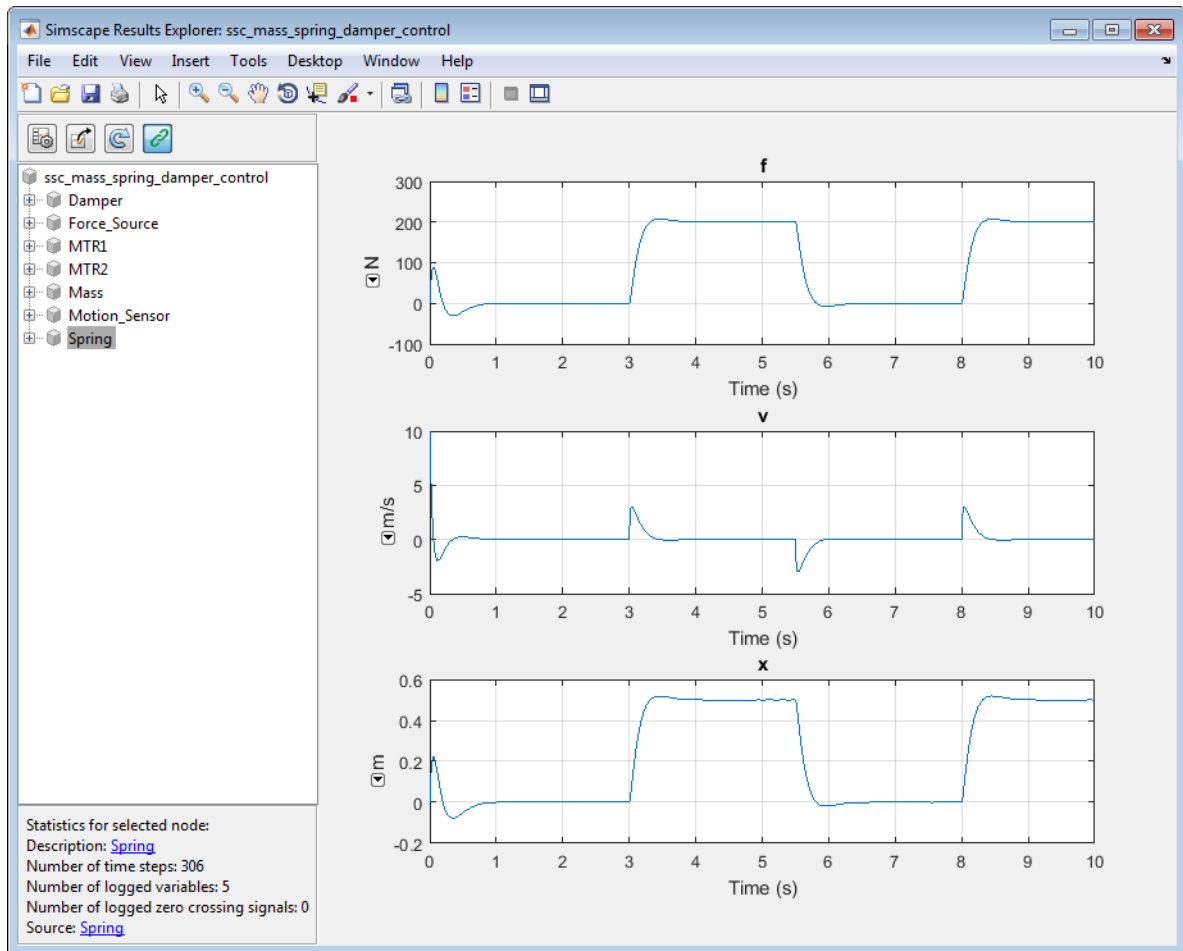 Simscape Results Explorer: ssc_mass_spring_damper_control
File Edit View Insert Tools Desktop Window Help
ssc_mass_spring_damper_control
Damper
Force_Source
MTR1
MTR2
Mass
Motion_Sensor
Spring
Statistics for selected node:
Description: Spring
Number of time steps: 306
Number of logged variables: 5
Number of logged zero crossing signals: 0
Source: Spring
f
300
200
100
0
-100
N
0 1 2 3 4 5 6 7 8 9 10
Time (s)
v
10
5
0
-5
m/s
0 1 2 3 4 5 6 7 8 9 10
Time (s)
x
0.6
0.4
0.2
0
-0.2
m
0 1 2 3 4 5 6 7 8 9 10
Time (s)